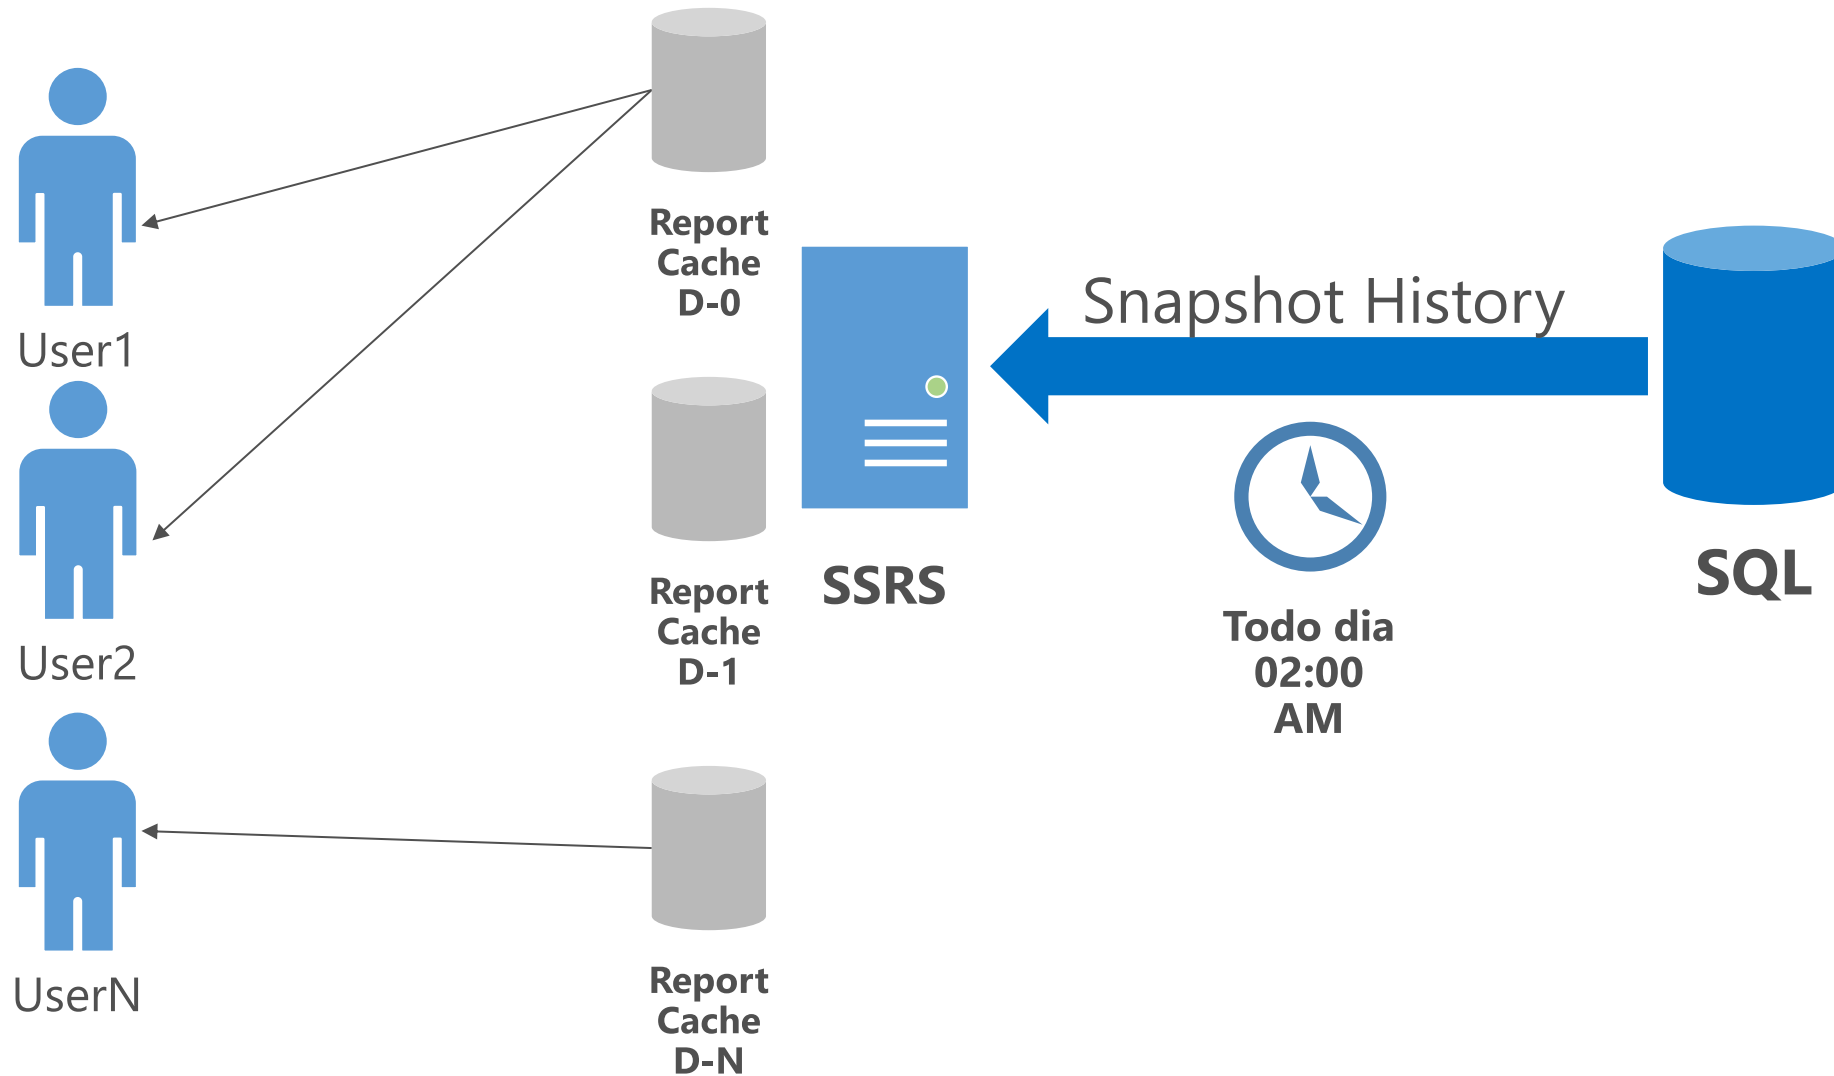 User1
User2
UserN
Report
Cache
D-0
Report
Cache
D-1
Report
Cache
D-N
SSRS
Snapshot History
Todo dia
02:00
AM
SQL